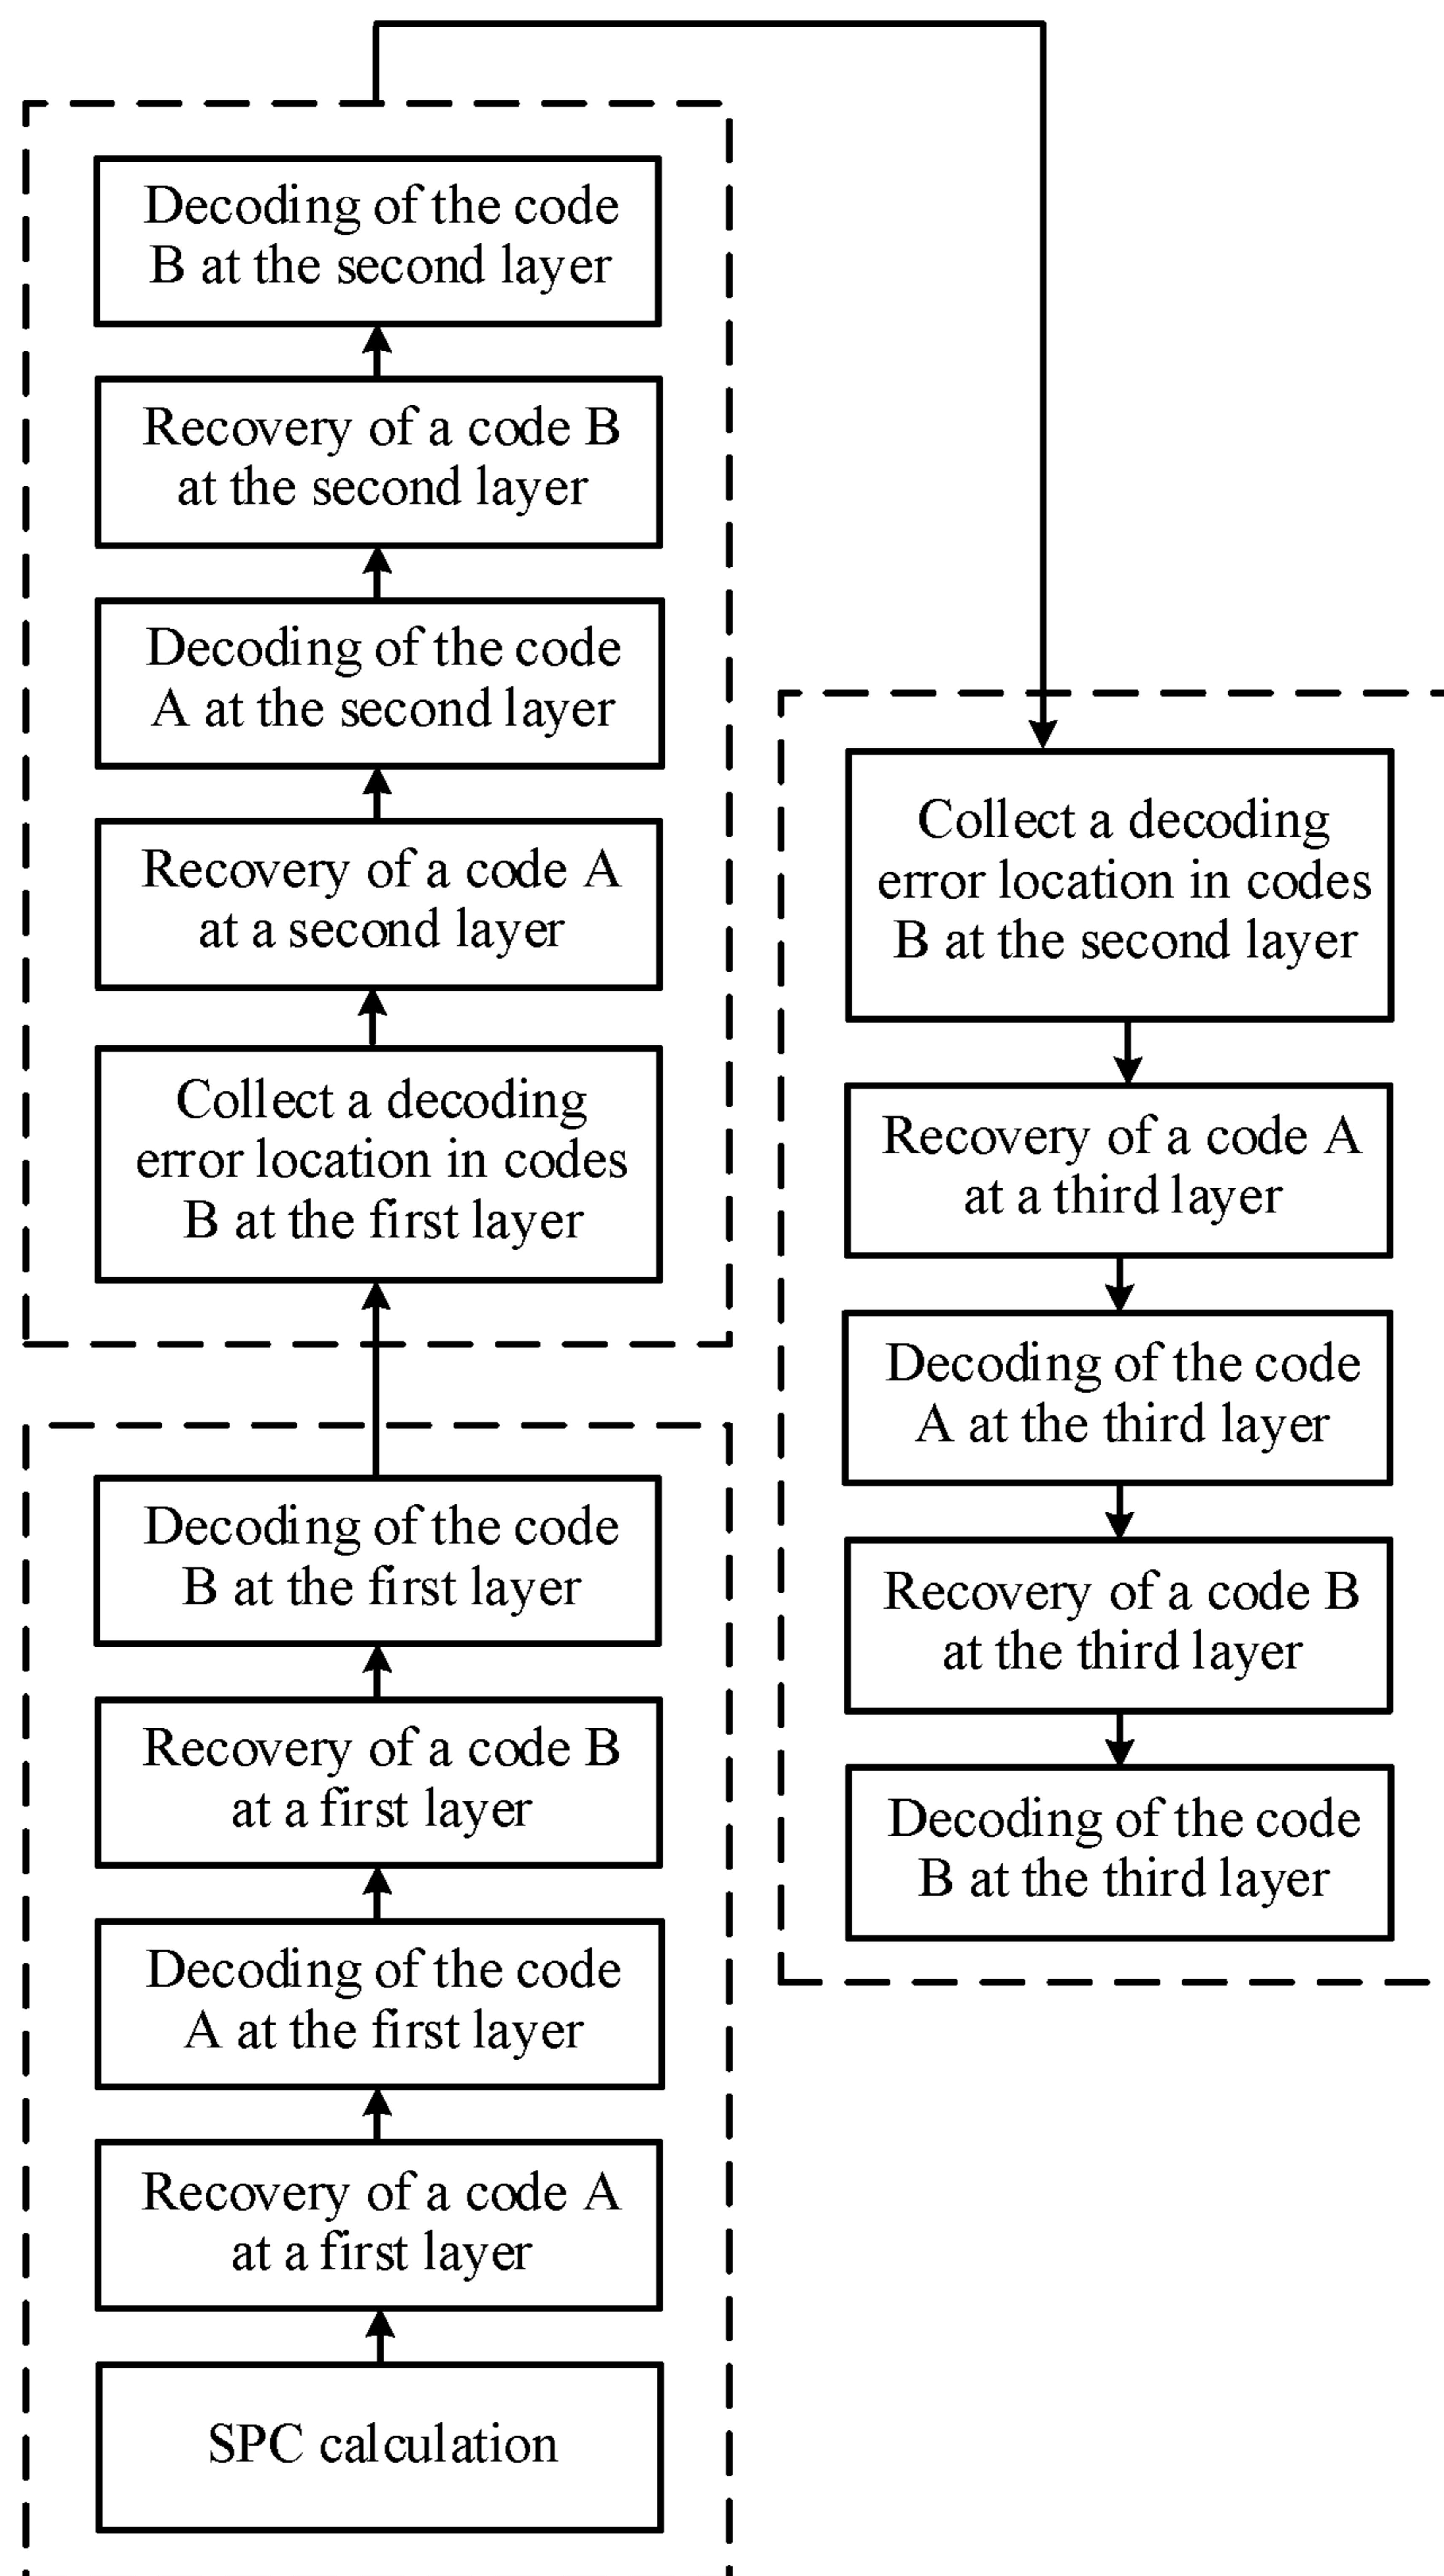 Decoding of the code
B at the second layer
Recovery of a code B
at the second layer
Decoding of the code
A at the second layer
Recovery of a code A
at a second layer
Collect a decoding
error location in codes
B at the first layer
Decoding of the code
B at the first layer
Recovery of a code B
at a first layer
Decoding of the code
A at the first layer
Recovery of a code A
at a first layer
SPC calculation
Collect a decoding
error location in codes
B at the second layer
Recovery of a code A
at a third layer
Decoding of the code
A at the third layer
Recovery of a code B
at the third layer
Decoding of the code
B at the third layer